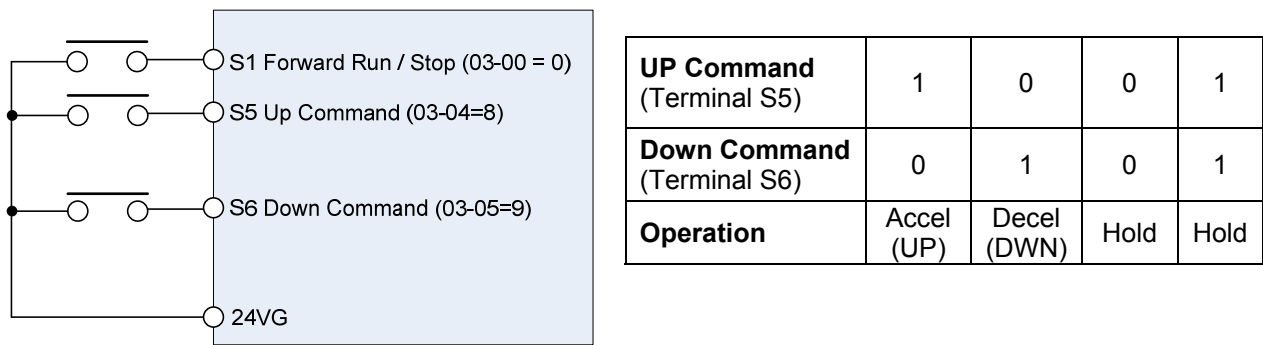 S1 Forward Run / Stop (03-00 = 0)
S5 Up Command (03-04=8)
S6 Down Command (03-05=9)
24VG
UP Command
(Terminal S5)
1 0 0 1
Down Command
(Terminal S6)
0 1 0 1
Operation
Accel
(UP)
Decel
(DWN)
Hold Hold